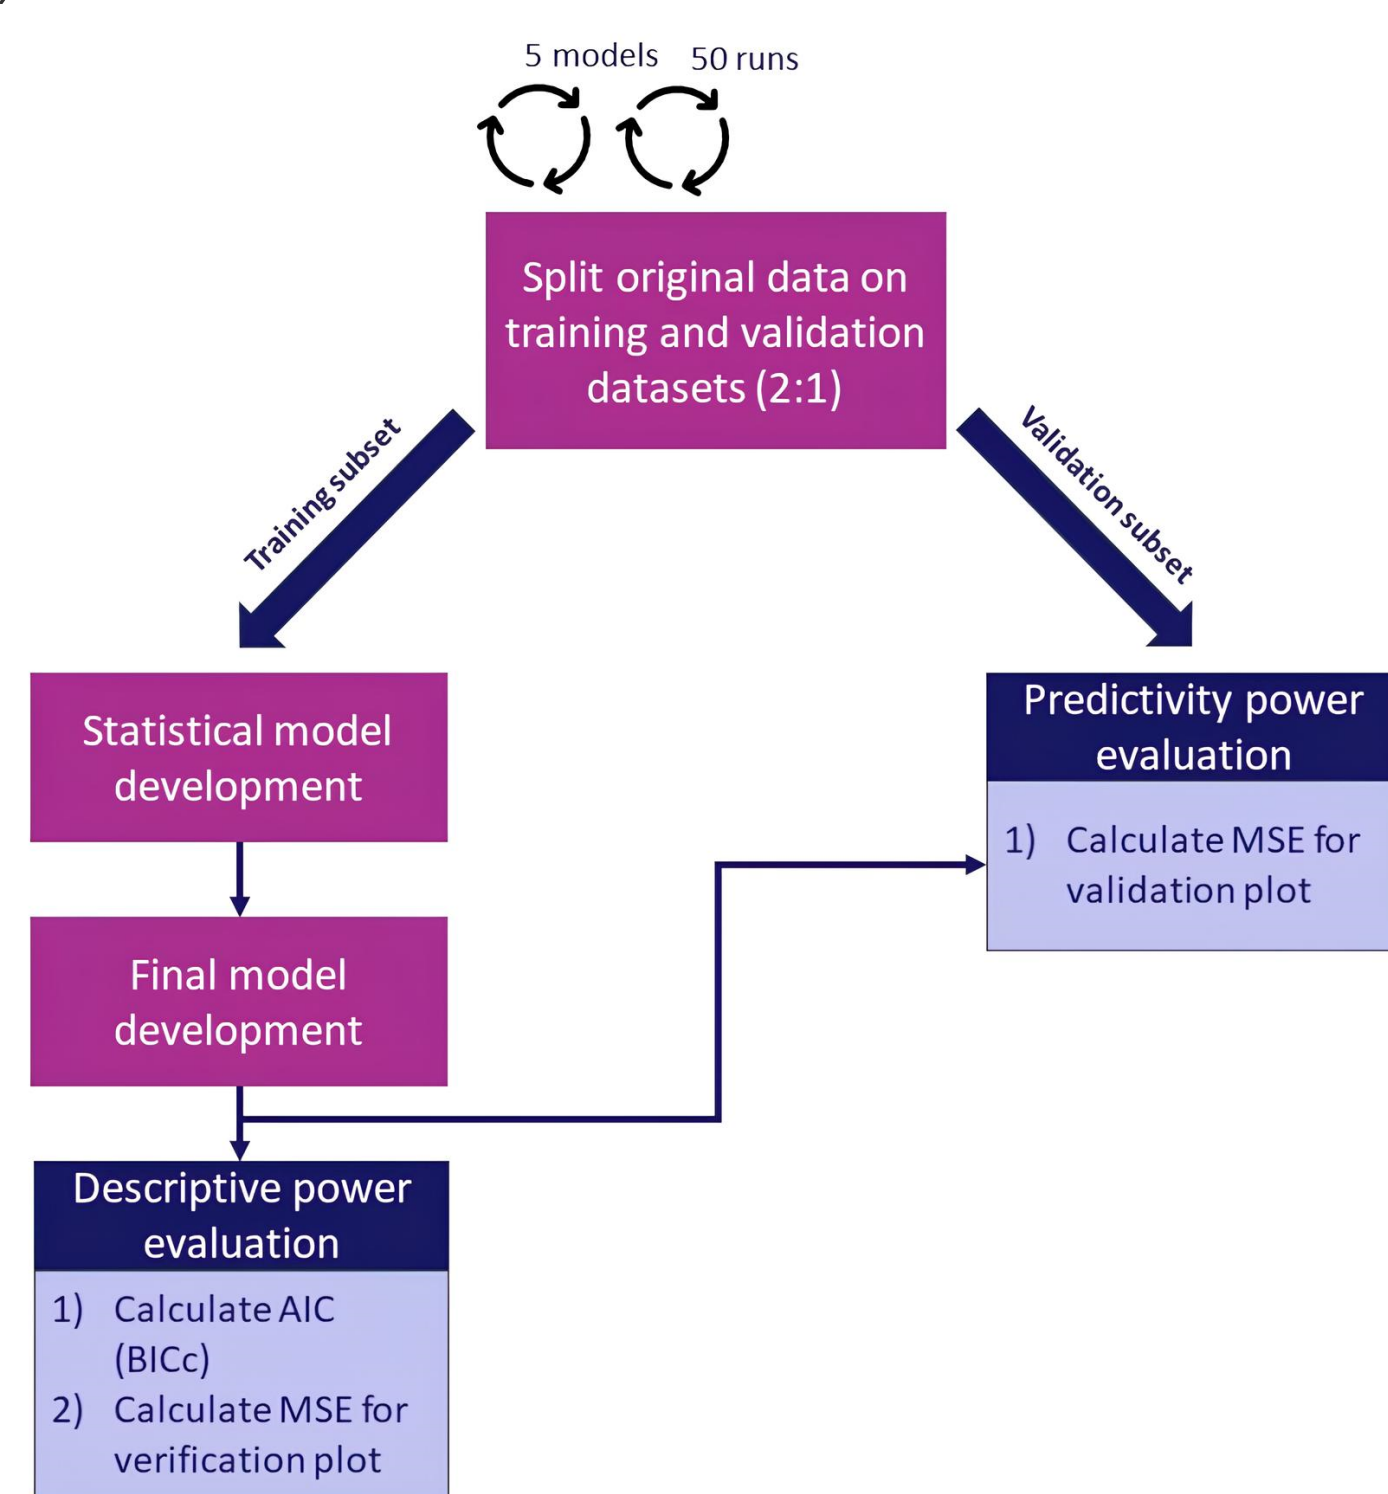 5 models
50 runs
Split original data on
training and validation
datasets (2:1)
Training subset
Validation subset
Statistical model
development
Predictivity power
evaluation
1) Calculate MSE for
validation plot
Final model
development
Descriptive power
evaluation
1) Calculate AIC
(BICc)
2) Calculate MSE for
verification plot